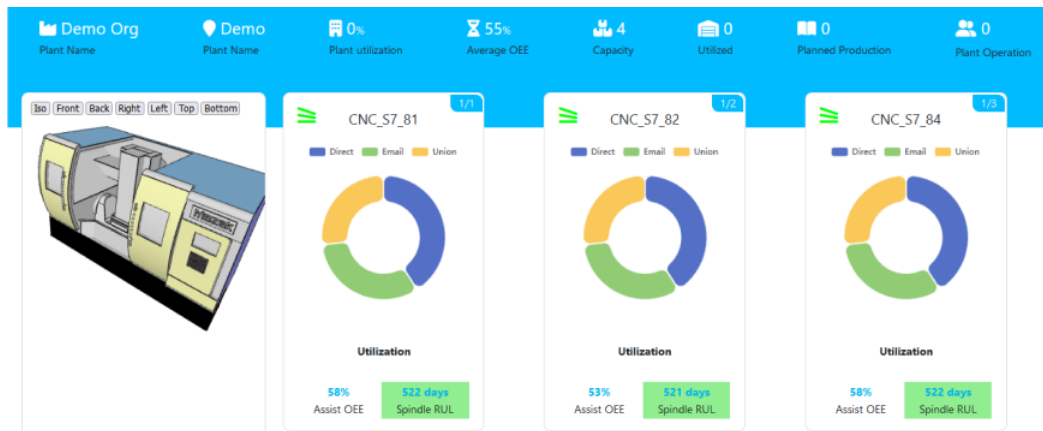 Demo Org
Plant Name
Demo
Plant Name
0%
Plant utilization
55%
Average OEE
4
Capacity
0
Utilized
0
Planned Production
0
Plant Operation
Iso Front Back Right Left Top Bottom
Mazak
1/1
CNC_S7_81
Direct Email Union
Utilization
58%
Assist OEE
522 days
Spindle RUL
1/2
CNC_S7_82
Direct Email Union
Utilization
53%
Assist OEE
521 days
Spindle RUL
1/3
CNC_S7_84
Direct Email Union
Utilization
58%
Assist OEE
522 days
Spindle RUL